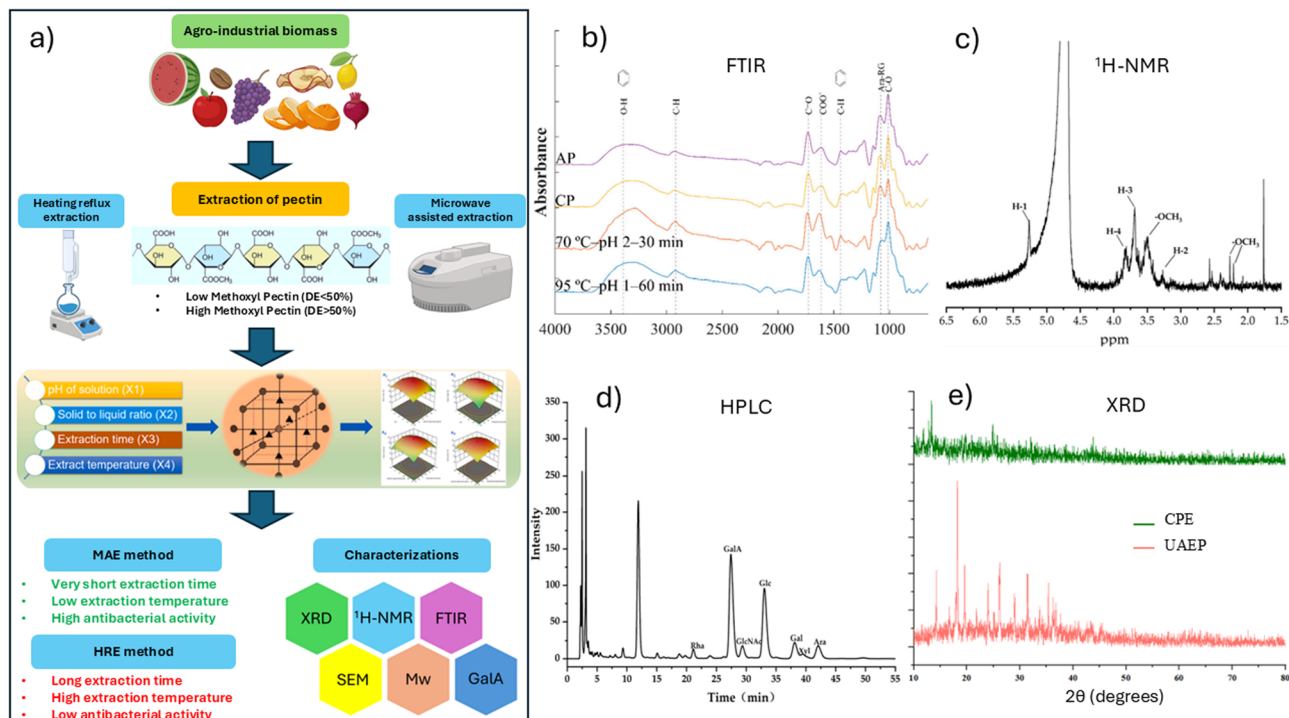 a)
Agro-industrial biomass
Heating reflux
extraction
Extraction of pectin
Microwave
assisted extraction
COOH
COOCH₃
COOH
COOCH₃
COOCH₃
COOH
• Low Methoxyl Pectin (DE<50%)
• High Methoxyl Pectin (DE>50%)
pH of solution (X1)
Solid to liquid ratio (X2)
Extraction time (X3)
Extract temperature (X4)
MAE method
• Very short extraction time
• Low extraction temperature
• High antibacterial activity
HRE method
• Long extraction time
• High extraction temperature
• Low antibacterial activity
Characterizations
XRD
¹H-NMR
FTIR
SEM
Mw
GalA
b)
FTIR
O-H
C-H
C=O
COO⁻
C-H
Ara-RG
C-O
Absorbance
AP
CP
70 ºC–pH 2–30 min
95 ºC–pH 1–60 min
4000 3500 3000 2500 2000 1500 1000
c)
¹H-NMR
H-1
H-4
H-3
-OCH₃
H-2
-OCH₃
6.5 6.0 5.5 5.0 4.5 4.0 3.5 3.0 2.5 2.0 1.5
ppm
d)
HPLC
Intensity
350
300
250
200
150
100
50
0
Rha
GalA
GlcNAc
Glc
Gal
Xyl
Ara
0 5 10 15 20 25 30 35 40 45 50 55
Time (min)
e)
XRD
CPE
UAEP
10 20 30 40 50 60 70 80
2θ (degrees)